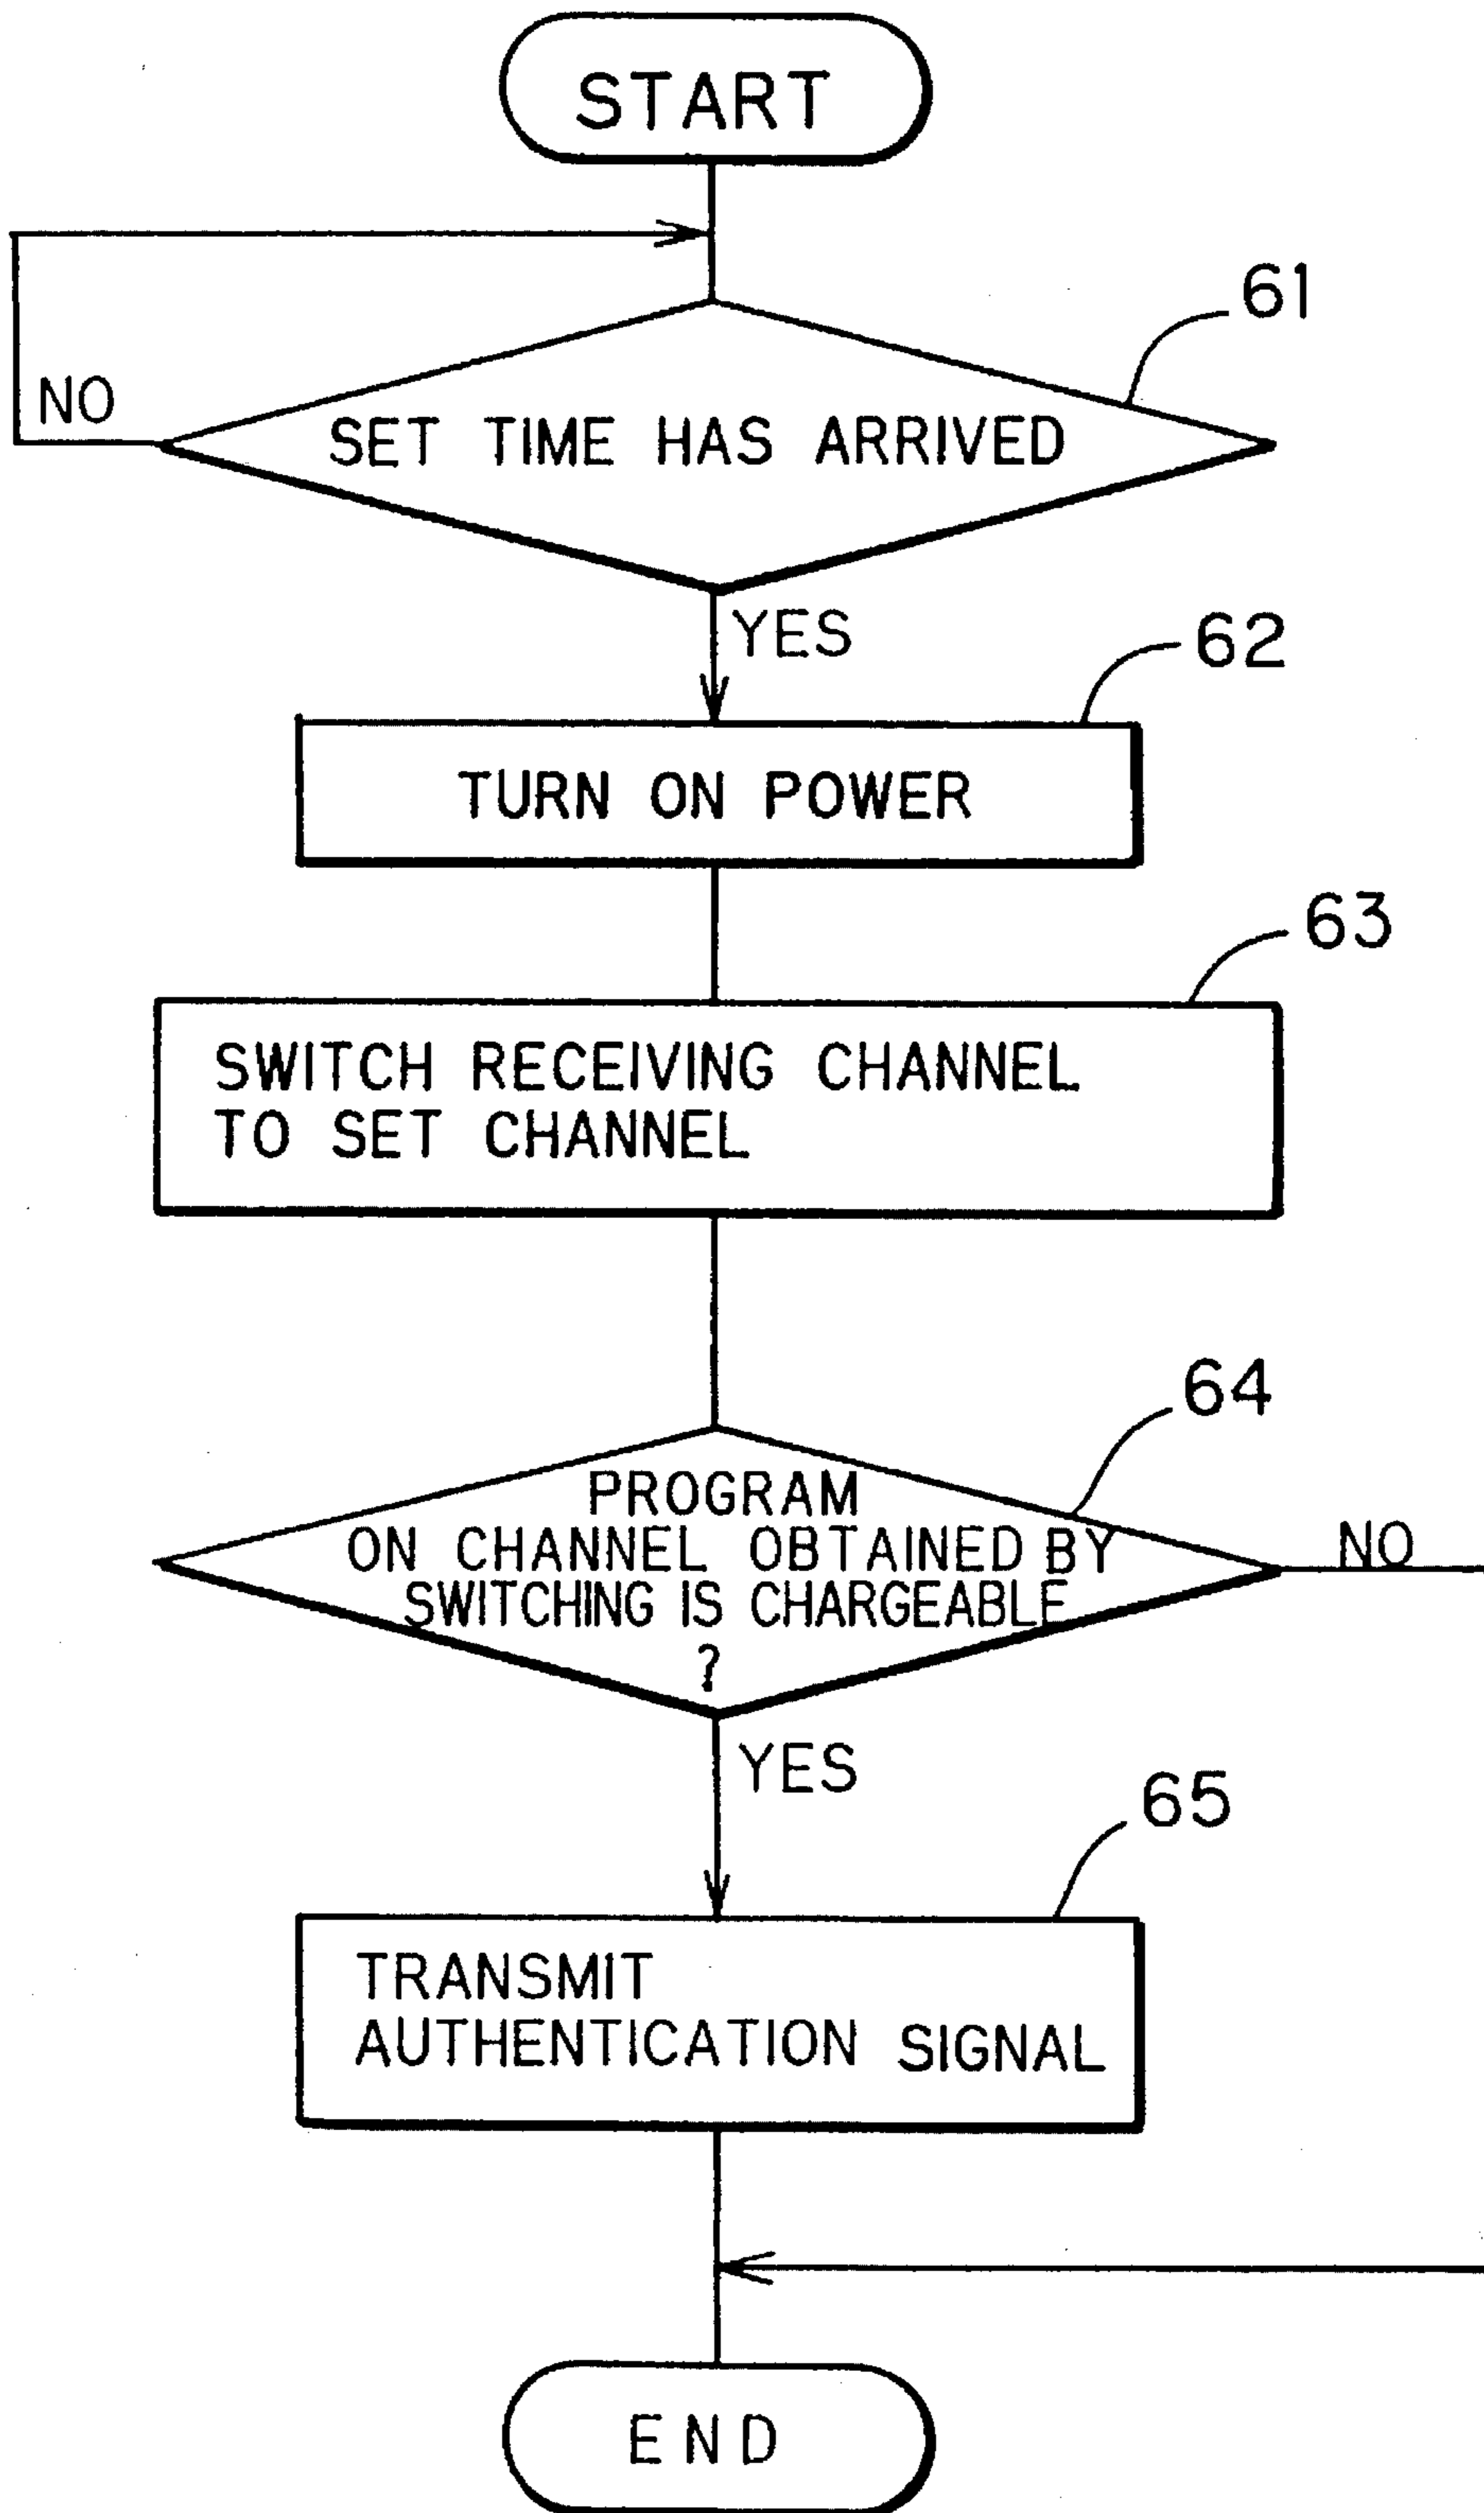 START
61
NO
SET TIME HAS ARRIVED
YES
62
TURN ON POWER
63
SWITCH RECEIVING CHANNEL
TO SET CHANNEL
64
PROGRAM
ON CHANNEL OBTAINED BY
NO
SWITCHING IS CHARGEABLE
?
YES
65
TRANSMIT
AUTHENTICATION SIGNAL
END